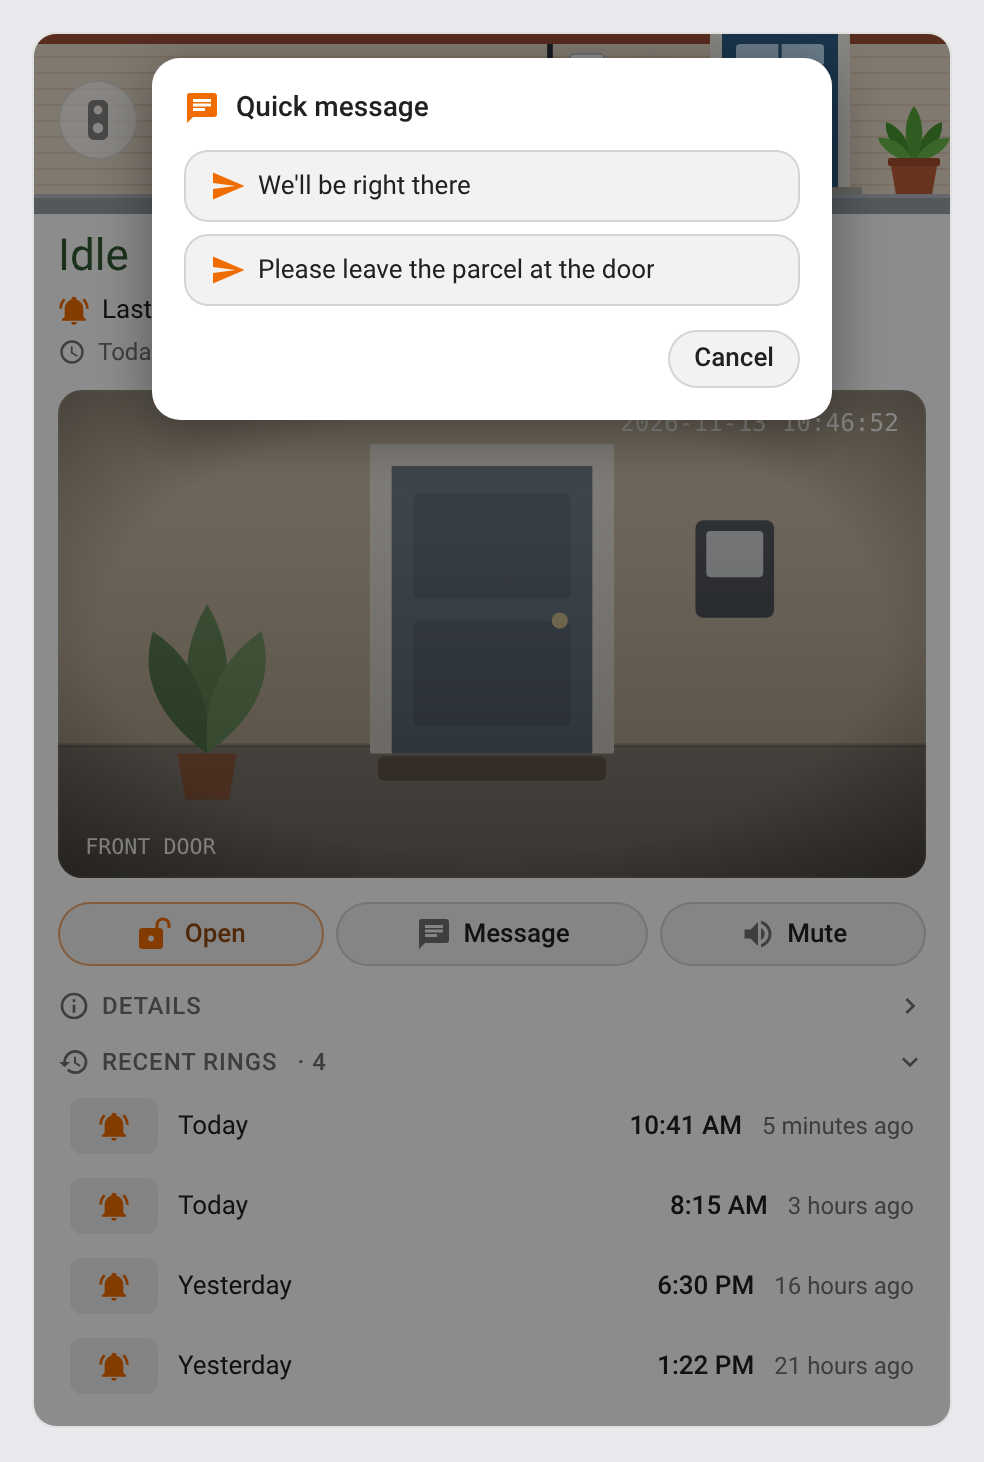 Quick message
We'll be right there
Please leave the parcel at the door
Cancel
Idle
Last
Toda
2026-11-13 10:46:52
FRONT DOOR
Open
Message
Mute
DETAILS
RECENT RINGS · 4
Today 10:41 AM 5 minutes ago
Today 8:15 AM 3 hours ago
Yesterday 6:30 PM 16 hours ago
Yesterday 1:22 PM 21 hours ago